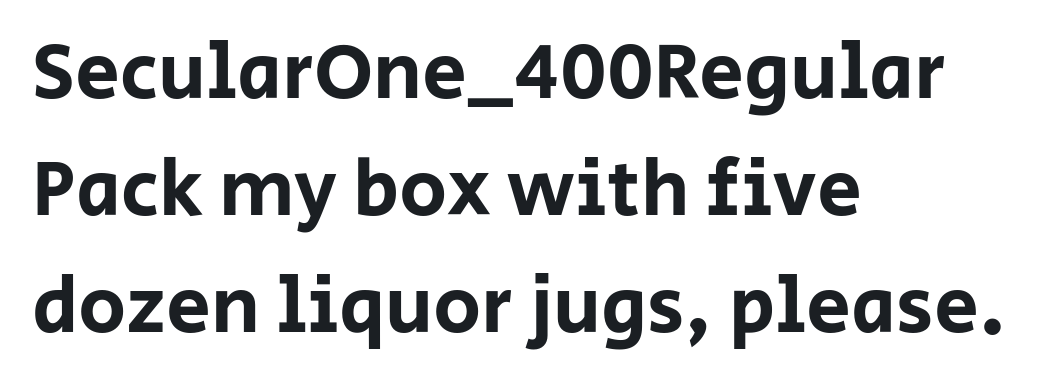 SecularOne_400Regular
Pack my box with five
dozen liquor jugs, please.